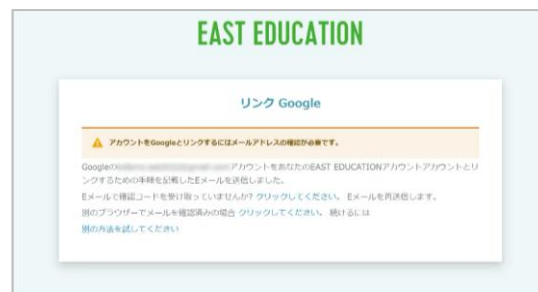 EAST EDUCATION
リンク Google
アカウントをGoogleとリンクするにはメールアドレスの確認が必要です。
Googleの アカウントをあなたのEAST EDUCATIONアカウントアカウントとリ
ンクするための手順を記載したEメールを送信しました。
Eメールで確認コードを受け取っていませんか? クリックしてください。 Eメールを再送信します。
別のブラウザーでメールを確認済みの場合 クリックしてください。 続けるには
別の方法を試してください